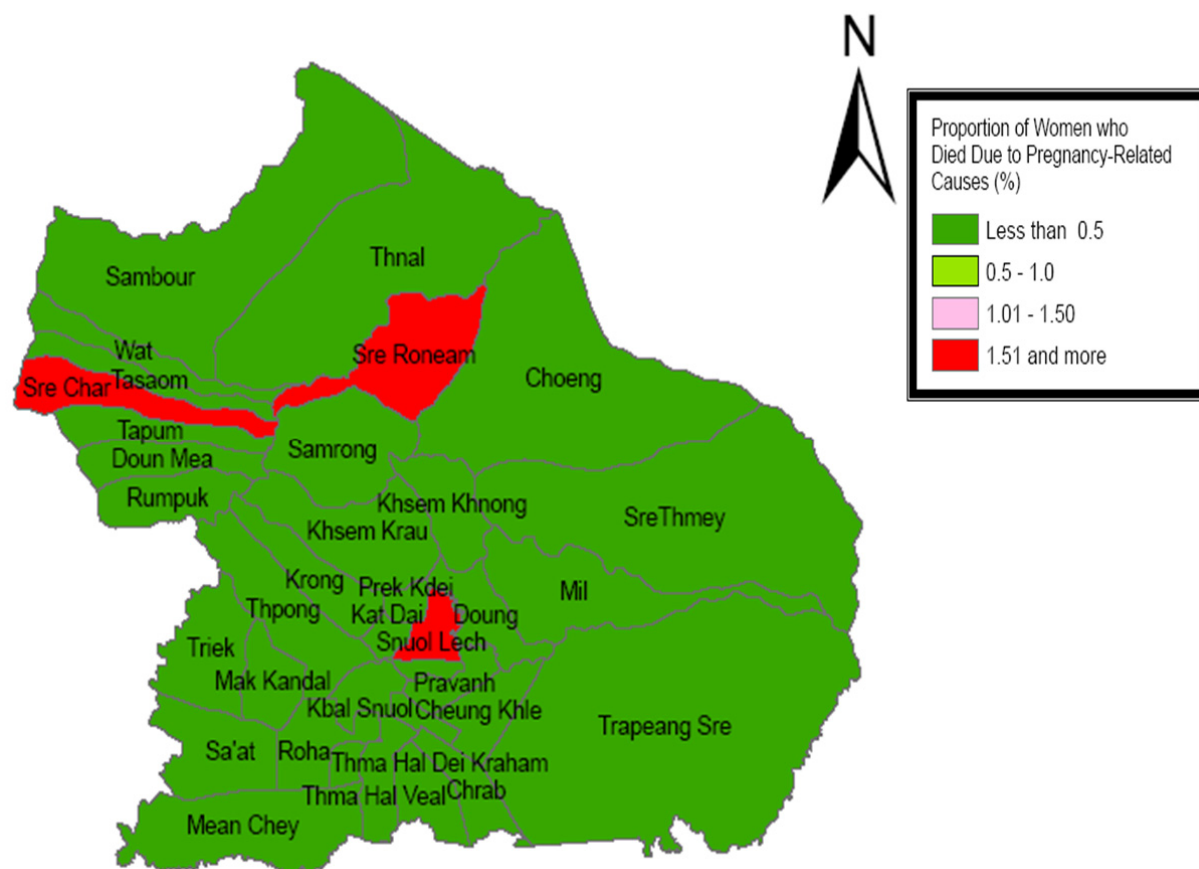 N
Proportion of Women who
Died Due to Pregnancy-Related
Causes (%)
Less than 0.5
0.5 - 1.0
1.01 - 1.50
1.51 and more
Thnal
Sambour
Wat
Sre Roneam
Tasaom
Sre Char
Choeng
Tapum
Samrong
Doun Mea
Rumpuk
Khsem Khnong
SreThmey
Khsem Krau
Krong
Prek Kdei
Mil
Thpong
Kat Dai
Doung
Triek
Snuol Lech
Mak Kandal
Pravanh
Kbal Snuol
Cheung Khle
Trapeang Sre
Sa'at
Roha
Thma Hal Dei Kraham
Thma Hal Veal
Chrab
Mean Chey